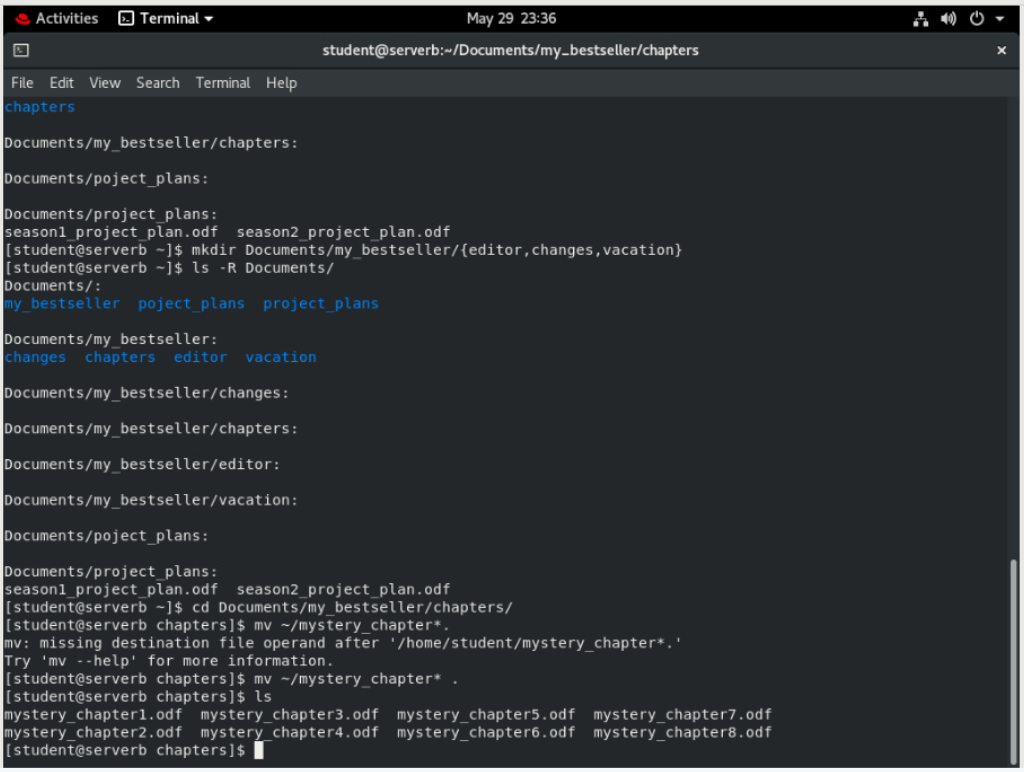 Activities Terminal May 29 23:36
student@serverb:~/Documents/my_bestseller/chapters ×
File Edit View Search Terminal Help
chapters
Documents/my_bestseller/chapters:
Documents/poject_plans:
Documents/project_plans:
season1_project_plan.odf  season2_project_plan.odf
[student@serverb ~]$ mkdir Documents/my_bestseller/{editor,changes,vacation}
[student@serverb ~]$ ls -R Documents/
Documents/:
my_bestseller  poject_plans  project_plans
Documents/my_bestseller:
changes  chapters  editor  vacation
Documents/my_bestseller/changes:
Documents/my_bestseller/chapters:
Documents/my_bestseller/editor:
Documents/my_bestseller/vacation:
Documents/poject_plans:
Documents/project_plans:
season1_project_plan.odf  season2_project_plan.odf
[student@serverb ~]$ cd Documents/my_bestseller/chapters/
[student@serverb chapters]$ mv ~/mystery_chapter*.
mv: missing destination file operand after '/home/student/mystery_chapter*.'
Try 'mv --help' for more information.
[student@serverb chapters]$ mv ~/mystery_chapter* .
[student@serverb chapters]$ ls
mystery_chapter1.odf  mystery_chapter3.odf  mystery_chapter5.odf  mystery_chapter7.odf
mystery_chapter2.odf  mystery_chapter4.odf  mystery_chapter6.odf  mystery_chapter8.odf
[student@serverb chapters]$